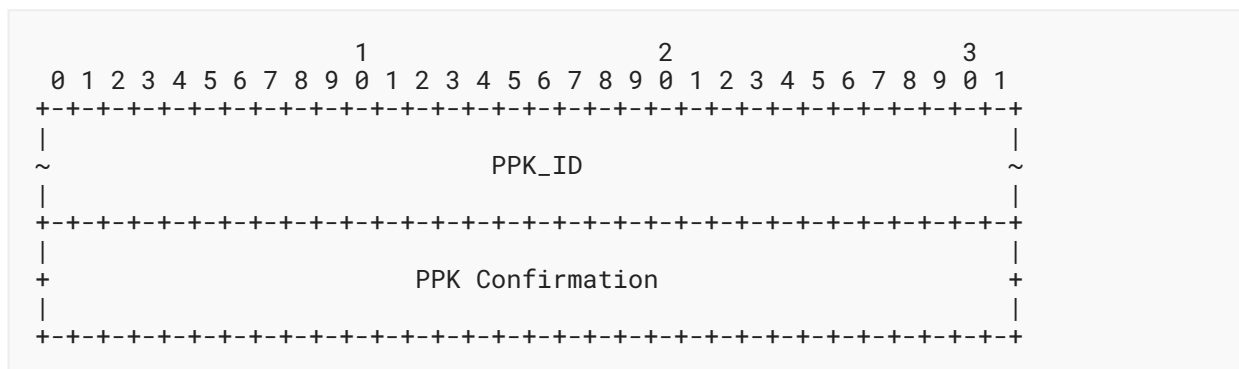 1                   2                   3
 0 1 2 3 4 5 6 7 8 9 0 1 2 3 4 5 6 7 8 9 0 1 2 3 4 5 6 7 8 9 0 1
+-+-+-+-+-+-+-+-+-+-+-+-+-+-+-+-+-+-+-+-+-+-+-+-+-+-+-+-+-+-+-+-+
|                                                               |
~                             PPK_ID                            ~
|                                                               |
+-+-+-+-+-+-+-+-+-+-+-+-+-+-+-+-+-+-+-+-+-+-+-+-+-+-+-+-+-+-+-+-+
|                                                               |
+                        PPK Confirmation                       +
|                                                               |
+-+-+-+-+-+-+-+-+-+-+-+-+-+-+-+-+-+-+-+-+-+-+-+-+-+-+-+-+-+-+-+-+